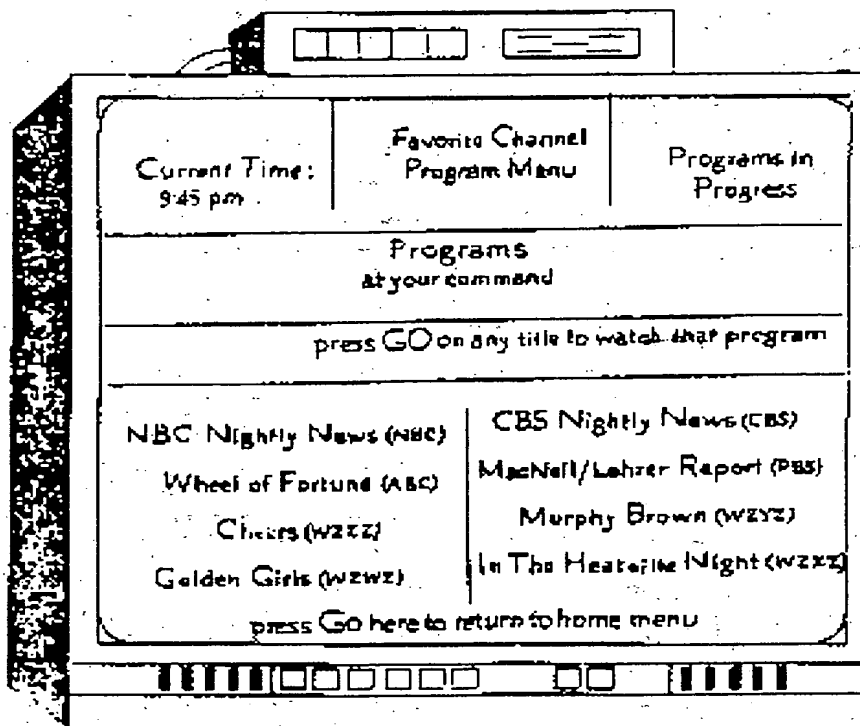 Current Time:
9:45 pm
Favorite Channel
Program Menu
Programs in
Progress
Programs
at your command
press GO on any title to watch that program
NBC Nightly News (NBC)
Wheel of Fortune (ABC)
Cheers
Golden Girls (WZWZ)
CBS Nightly News (CBS)
MacNeil/Lehrer Report (PBS)
Murphy Brown (WZYZ)
In The Heat of the Night (WZXZ)
press Go here to return to home menu